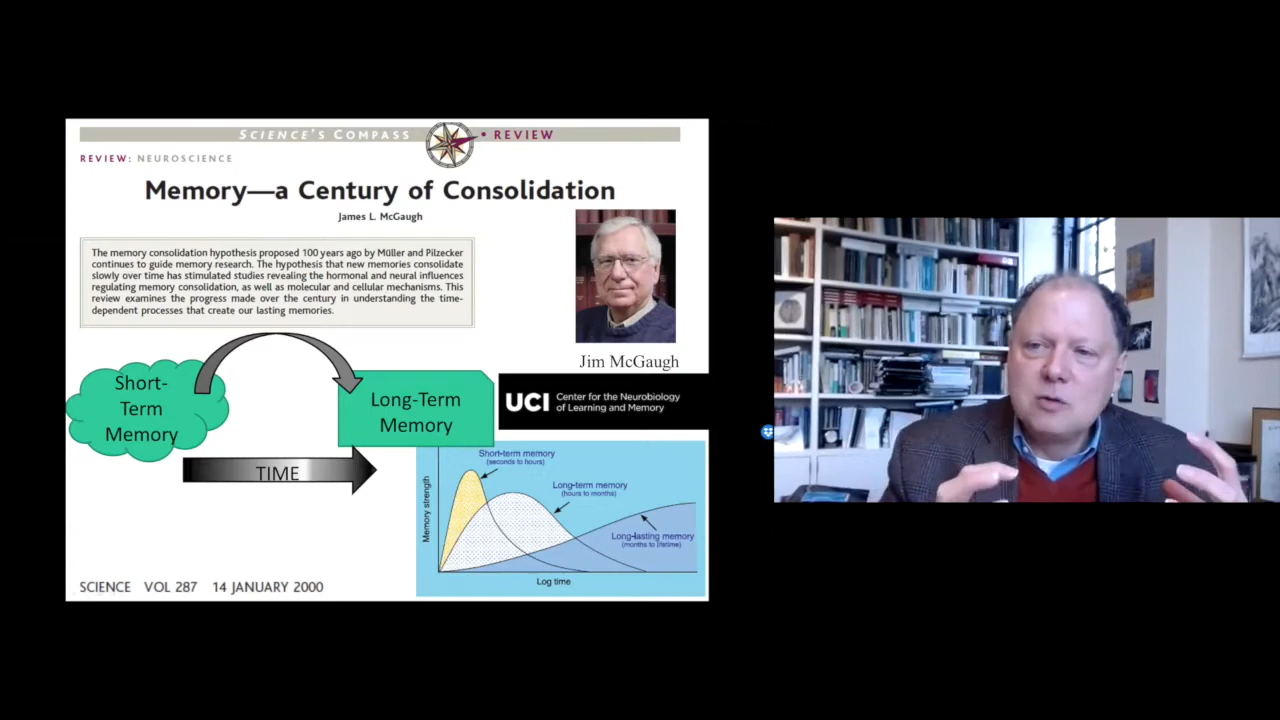 SCIENCE'S COMPASS • REVIEW
REVIEW: NEUROSCIENCE
Memory—a Century of Consolidation
James L. McGaugh
The memory consolidation hypothesis proposed 100 years ago by Müller and Pilzecker
continues to guide memory research. The hypothesis that new memories consolidate
slowly over time has stimulated studies revealing the hormonal and neural influences
regulating memory consolidation, as well as molecular and cellular mechanisms. This
review examines the progress made over the century in understanding the time-
dependent processes that create our lasting memories.
Jim McGaugh
Short-
Term
Memory
Long-Term
Memory
TIME
UCI
Center for the Neurobiology
of Learning and Memory
Memory strength
Short-term memory
(seconds to hours)
Long-term memory
(hours to months)
Long-lasting memory
(months to lifetime)
Log time
SCIENCE VOL 287 14 JANUARY 2000